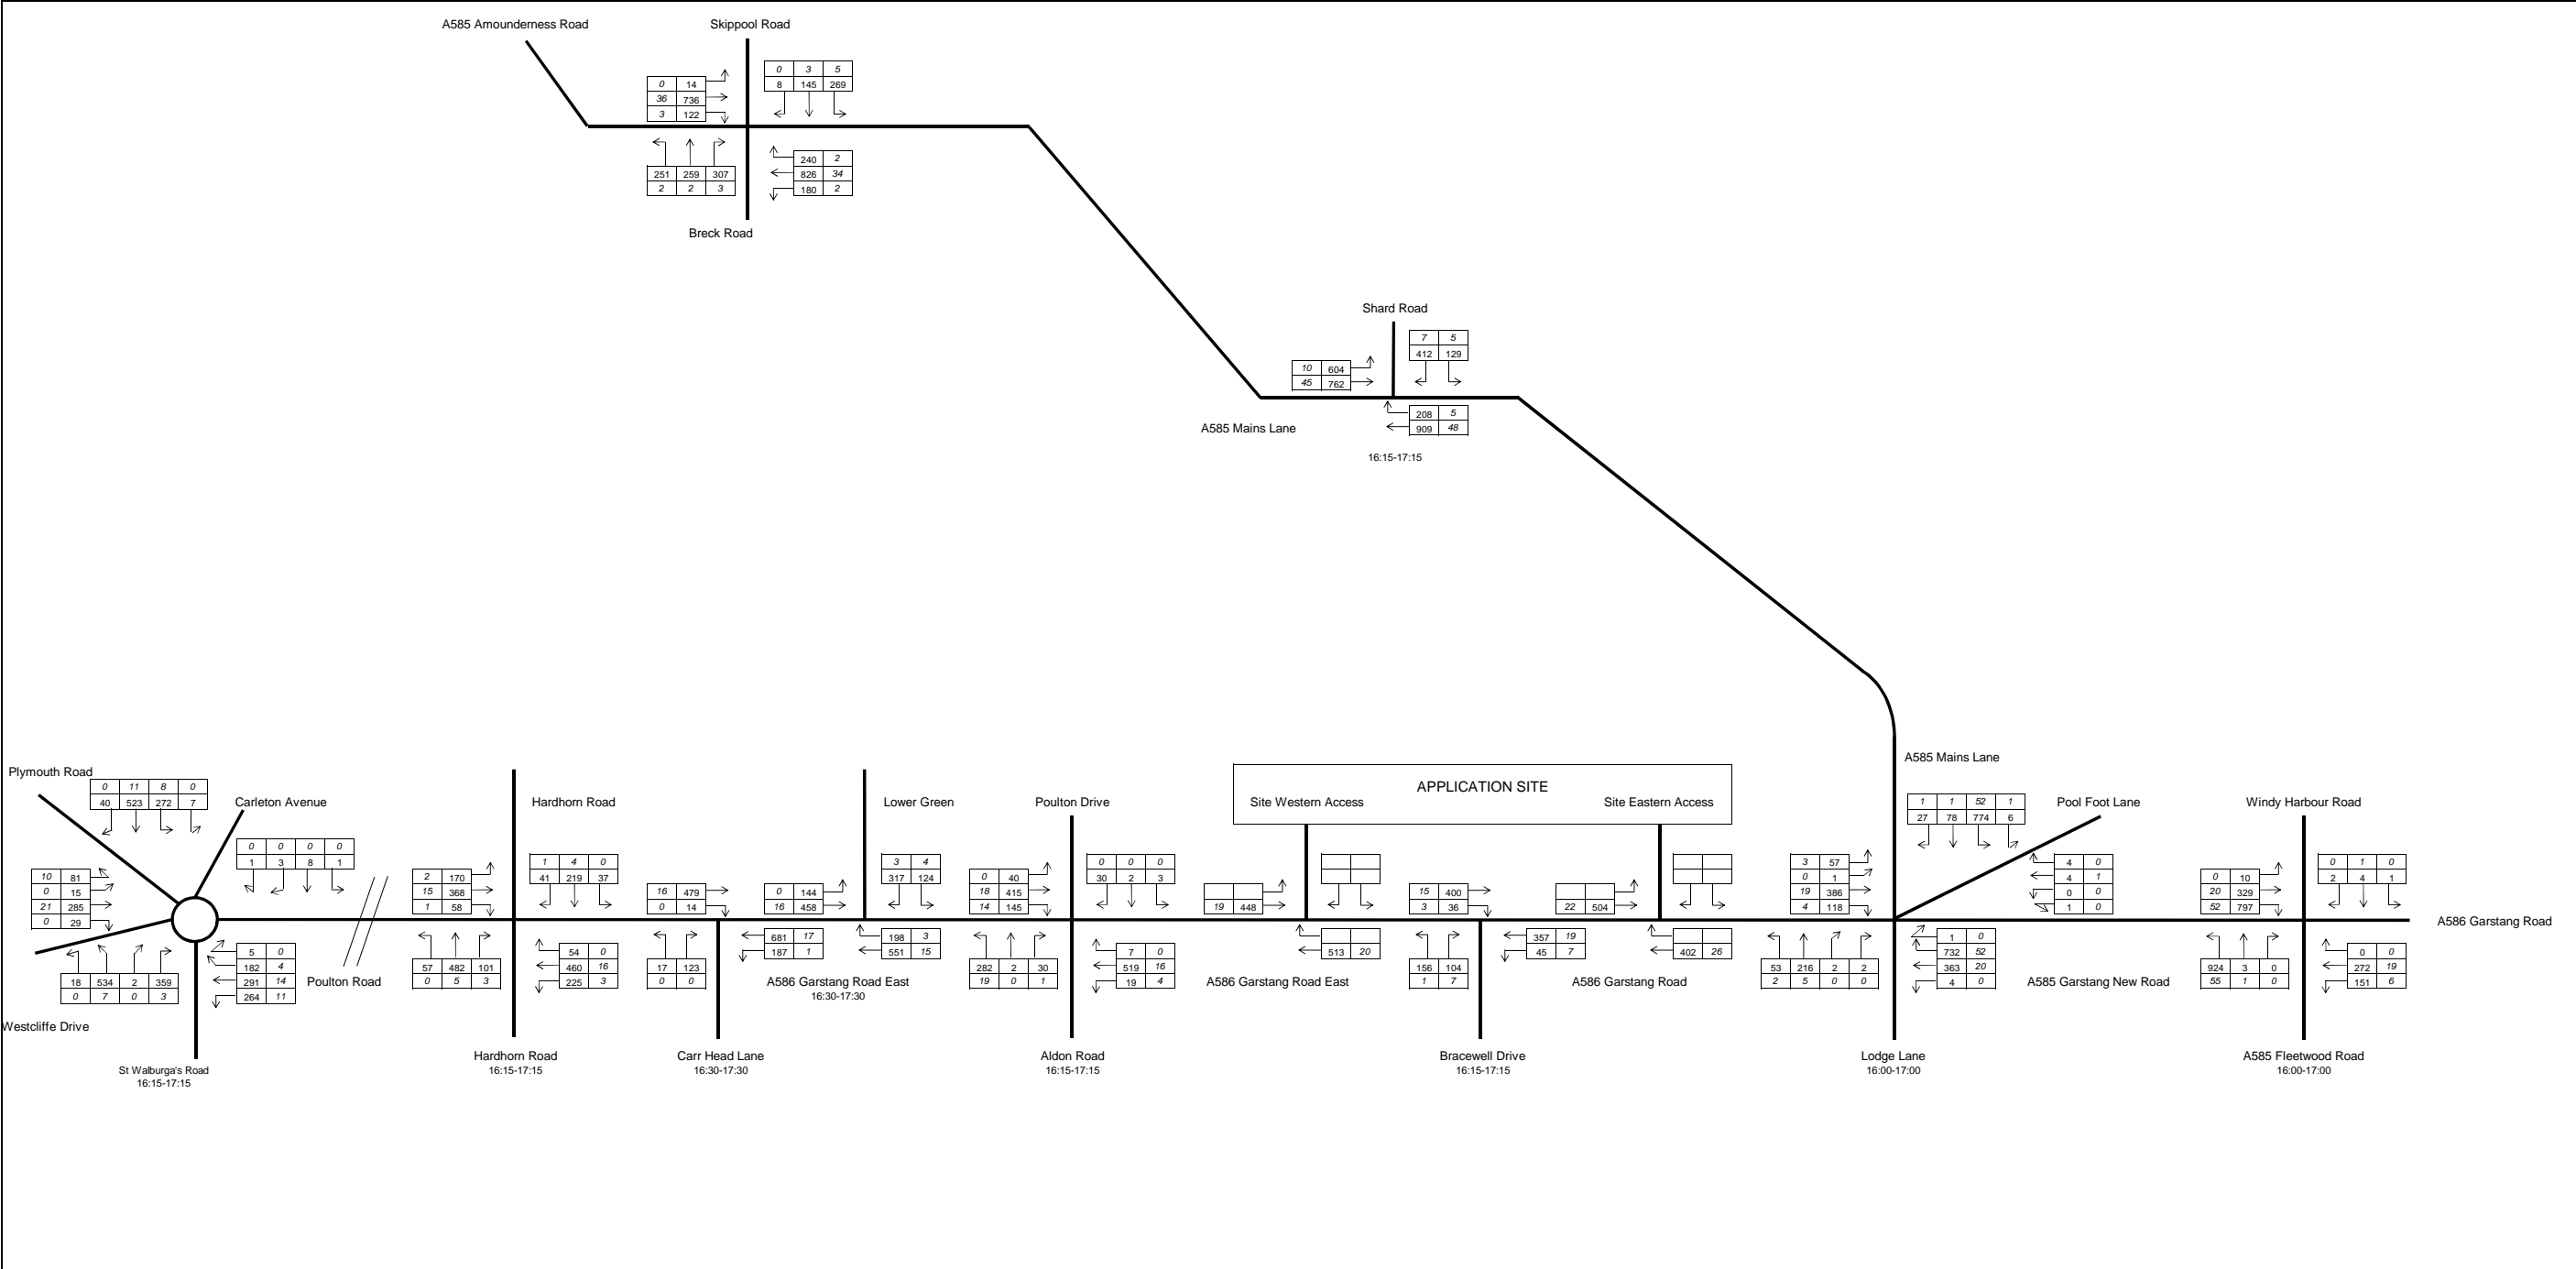 A585 Amounderness Road
Skippool Road
0 3 5
8 145 269
0 14
36 736
3 122
251 259 307
2 2 3
240 2
826 34
180 2
Breck Road
Shard Road
7 5
412 129
10 604
45 762
208 5
909 48
A585 Mains Lane
16:15-17:15
Plymouth Road
0 11 8 0
40 523 272 7
Carleton Avenue
0 0 0 0
1 3 8 1
10 81
0 15
21 285
0 29
18 534 2 359
0 7 0 3
5 0
182 4
291 14
264 11
Westcliffe Drive
St Walburga's Road
16:15-17:15
Poulton Road
Hardhorn Road
2 170
15 368
1 58
1 4 0
41 219 37
57 482 101
0 5 3
54 0
460 16
225 3
Hardhorn Road
16:15-17:15
16 479
0 14
17 123
0 0
681 17
187 1
Carr Head Lane
16:30-17:30
A586 Garstang Road East
16:30-17:30
Lower Green
0 144
16 458
3 4
317 124
198 3
551 15
Poulton Drive
0 40
18 415
14 145
0 0 0
30 2 3
282 2 30
19 0 1
7 0
519 16
19 4
Aldon Road
16:15-17:15
APPLICATION SITE
Site Western Access
Site Eastern Access
19 448
513 20
A586 Garstang Road East
15 400
3 36
156 104
1 7
357 19
45 7
Bracewell Drive
16:15-17:15
22 504
402 26
A586 Garstang Road
A585 Mains Lane
1 1 52 1
27 78 774 6
Pool Foot Lane
3 57
0 1
19 386
4 118
4 0
4 1
0 0
1 0
53 216 2 2
2 5 0 0
1 0
732 52
363 20
4 0
A585 Garstang New Road
Lodge Lane
16:00-17:00
Windy Harbour Road
0 10
20 329
52 797
0 1 0
2 4 1
924 3 0
55 1 0
0 0
272 19
151 6
A586 Garstang Road
A585 Fleetwood Road
16:00-17:00